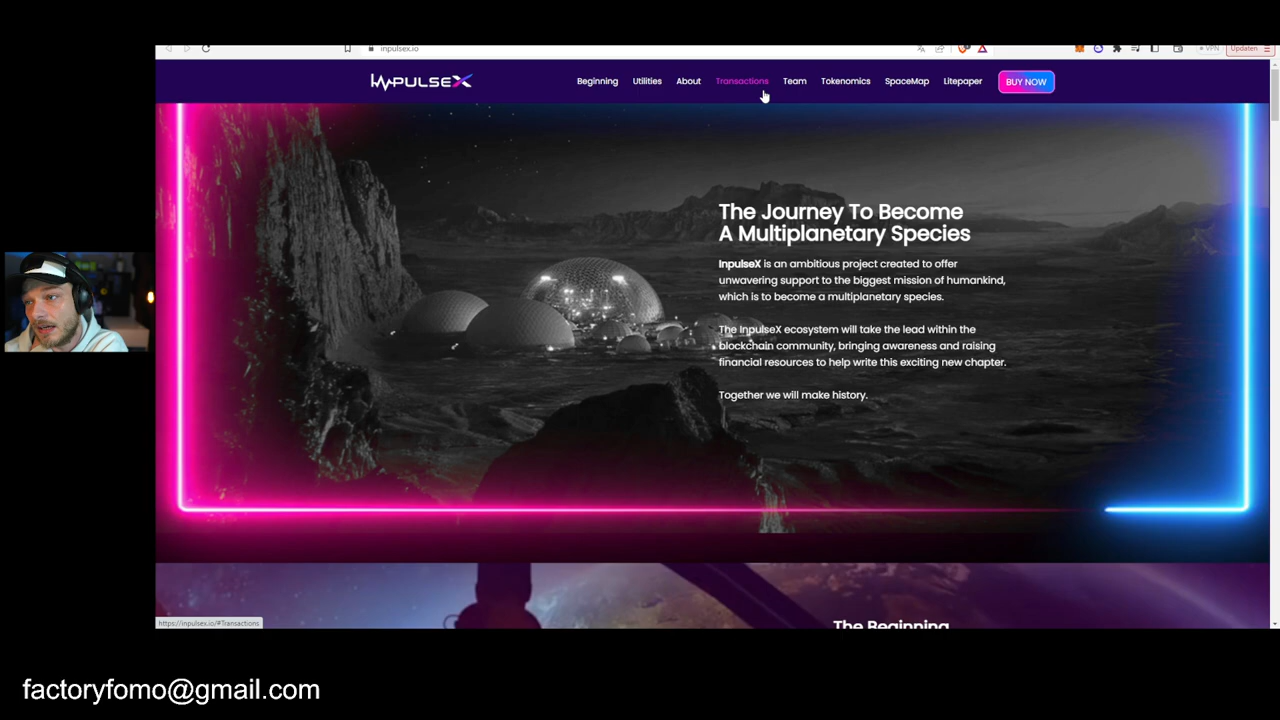 inpulsex.io
VPN
Updaten
INPULSEX
Beginning
Utilities
About
Transactions
Team
Tokenomics
SpaceMap
Litepaper
BUY NOW
The Journey To Become
A Multiplanetary Species
InpulseX is an ambitious project created to offer
unwavering support to the biggest mission of humankind,
which is to become a multiplanetary species.
The InpulseX ecosystem will take the lead within the
blockchain community, bringing awareness and raising
financial resources to help write this exciting new chapter.
Together we will make history.
The Beginning
https://inpulsex.io/#Transactions
factoryfomo@gmail.com